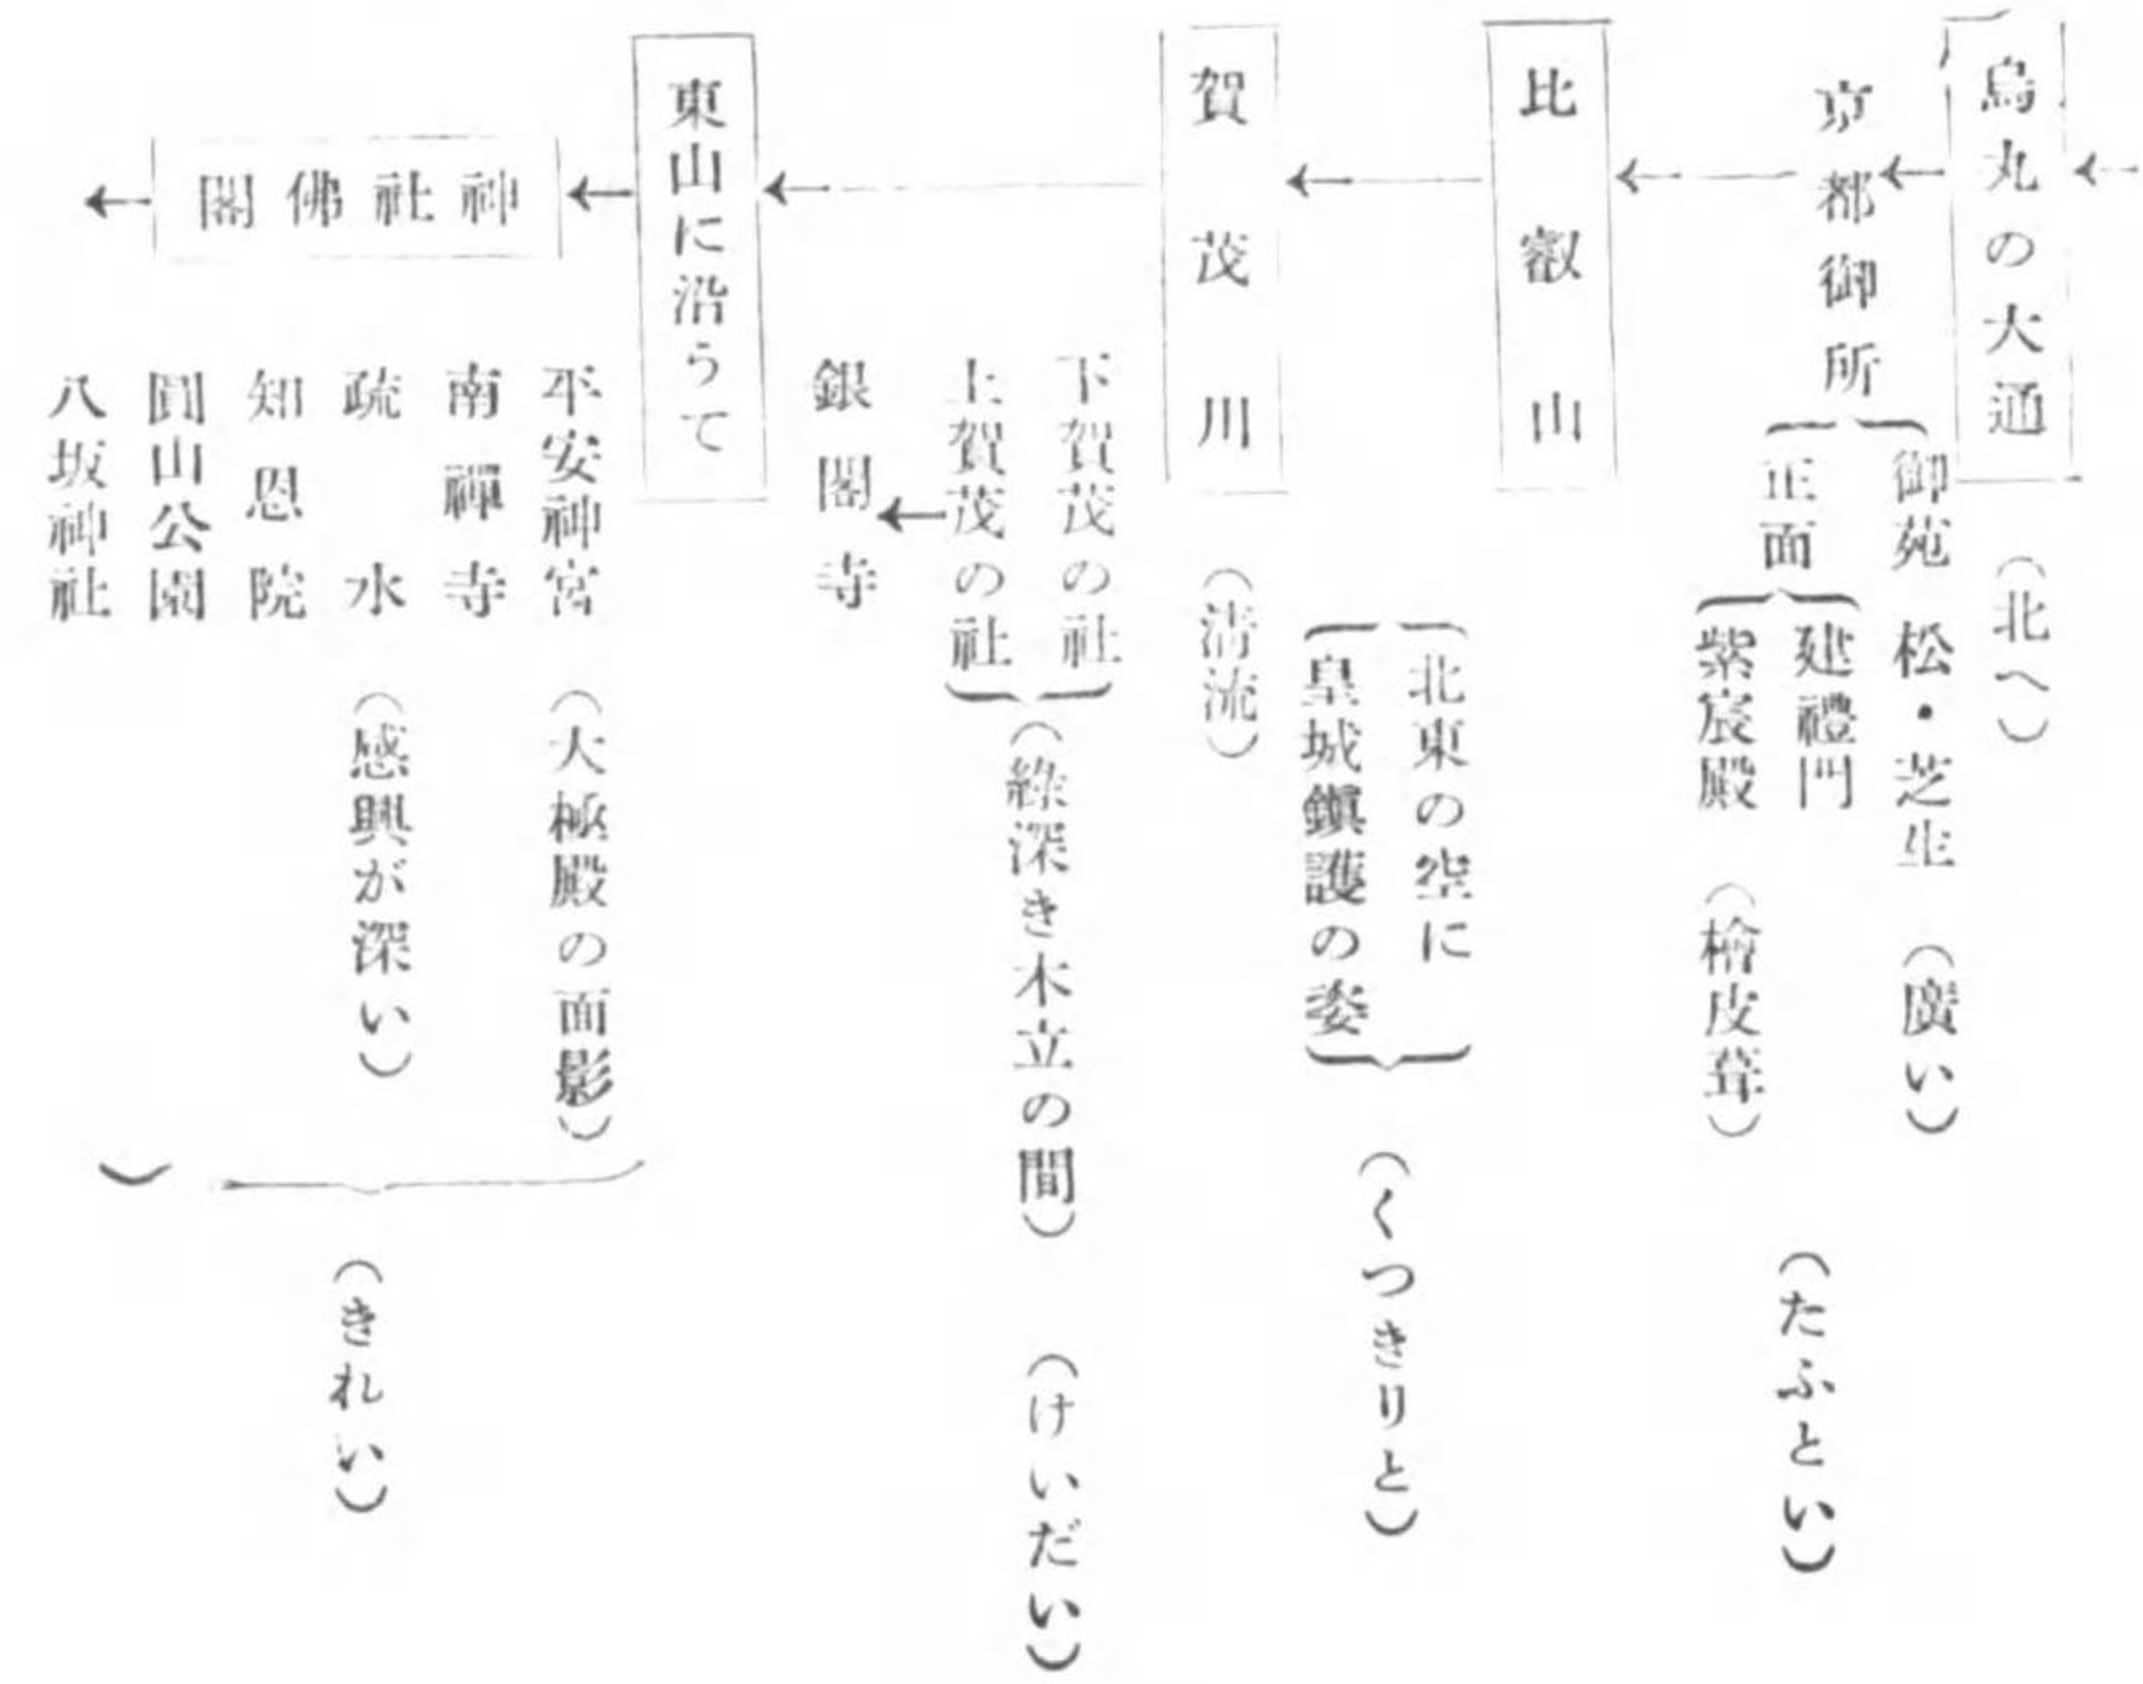 烏丸の大通
(北へ)
京都御所
御苑 松・芝生 (廣い)
正面
建禮門
紫宸殿 (檜皮葺)
(たふとい)
比叡山
北東の空に
皇城鎭護の姿
(くつきりと)
賀茂川
(清流)
下賀茂の社
上賀茂の社
(綠深き木立の間)
(けいだい)
銀閣寺
東山に沿うて
神社佛閣
平安神宮 (大極殿の面影)
南禪寺
疏水 (感興が深い)
知恩院
圓山公園
八坂神社
(きれい)